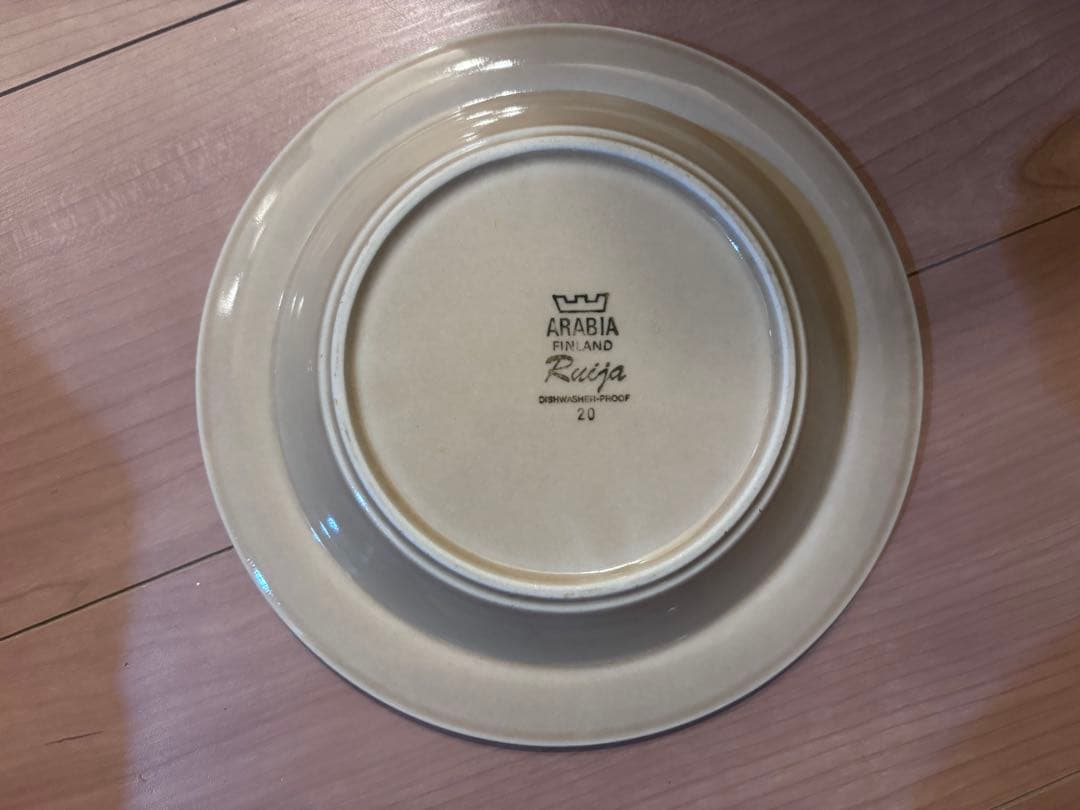 ARABIA
FINLAND
Ruija
DISHWASHER-PROOF
20